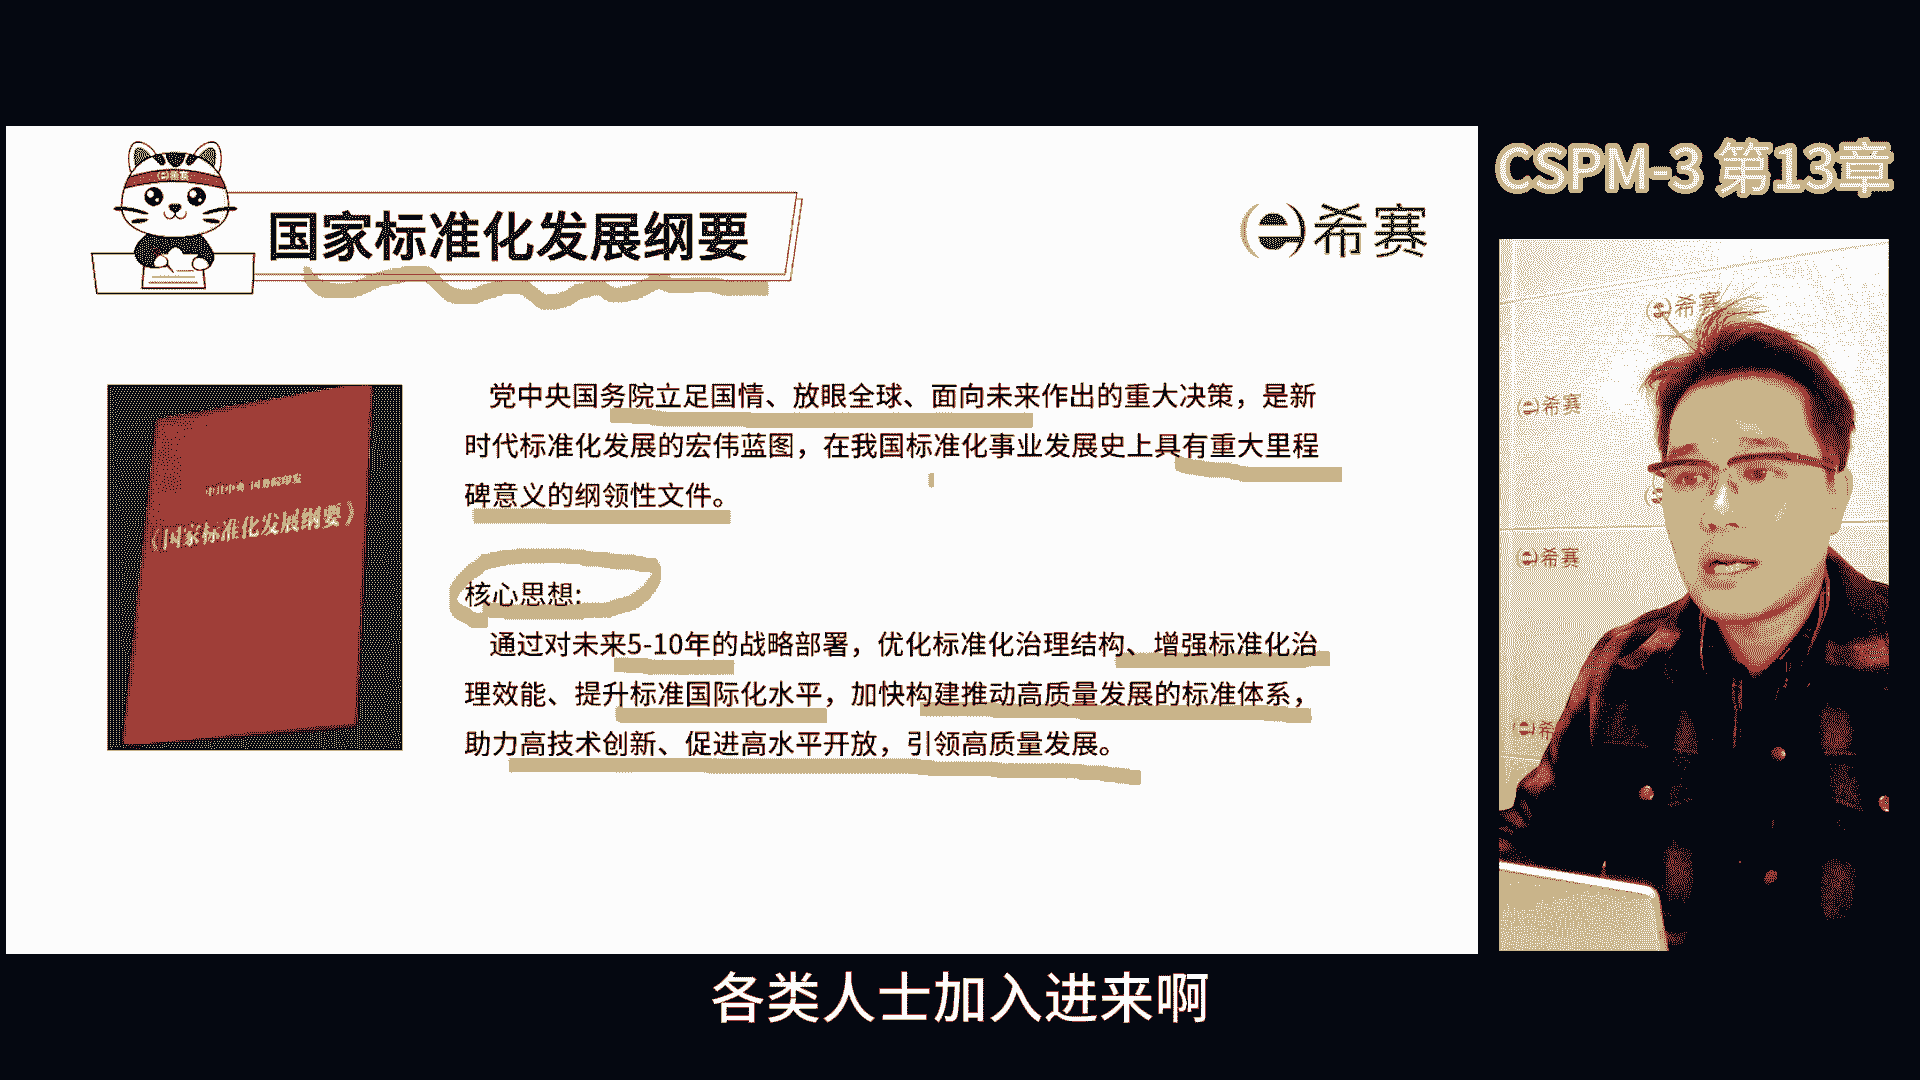 CSPM-3 第13章
(e)希赛
国家标准化发展纲要
(e)希赛
党中央国务院立足国情、放眼全球、面向未来作出的重大决策，是新
时代标准化发展的宏伟蓝图，在我国标准化事业发展史上具有重大里程
碑意义的纲领性文件。
中共中央 国务院印发
《国家标准化发展纲要》
核心思想:
通过对未来5-10年的战略部署，优化标准化治理结构、增强标准化治
理效能、提升标准国际化水平，加快构建推动高质量发展的标准体系，
助力高技术创新、促进高水平开放，引领高质量发展。
(e)希赛
(e)希赛
(e)希赛
(e)希
各类人士加入进来啊